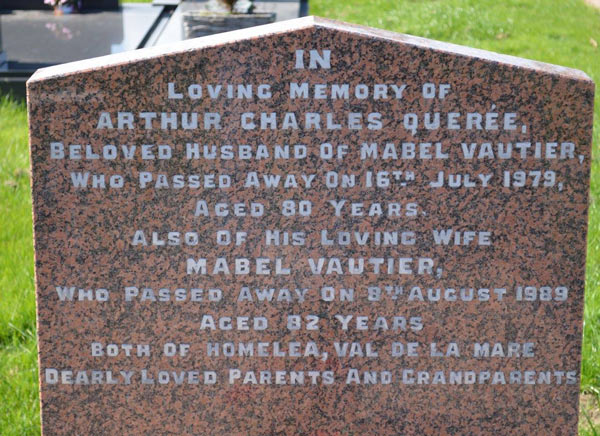 IN
LOVING MEMORY OF
ARTHUR CHARLES QUERÉE,
BELOVED HUSBAND OF MABEL VAUTIER,
WHO PASSED AWAY ON 16TH JULY 1979,
AGED 80 YEARS.
ALSO OF HIS LOVING WIFE
MABEL VAUTIER,
WHO PASSED AWAY ON 8TH AUGUST 1989
AGED 82 YEARS
BOTH OF HOMELEA, VAL DE LA MARE
DEARLY LOVED PARENTS AND GRANDPARENTS